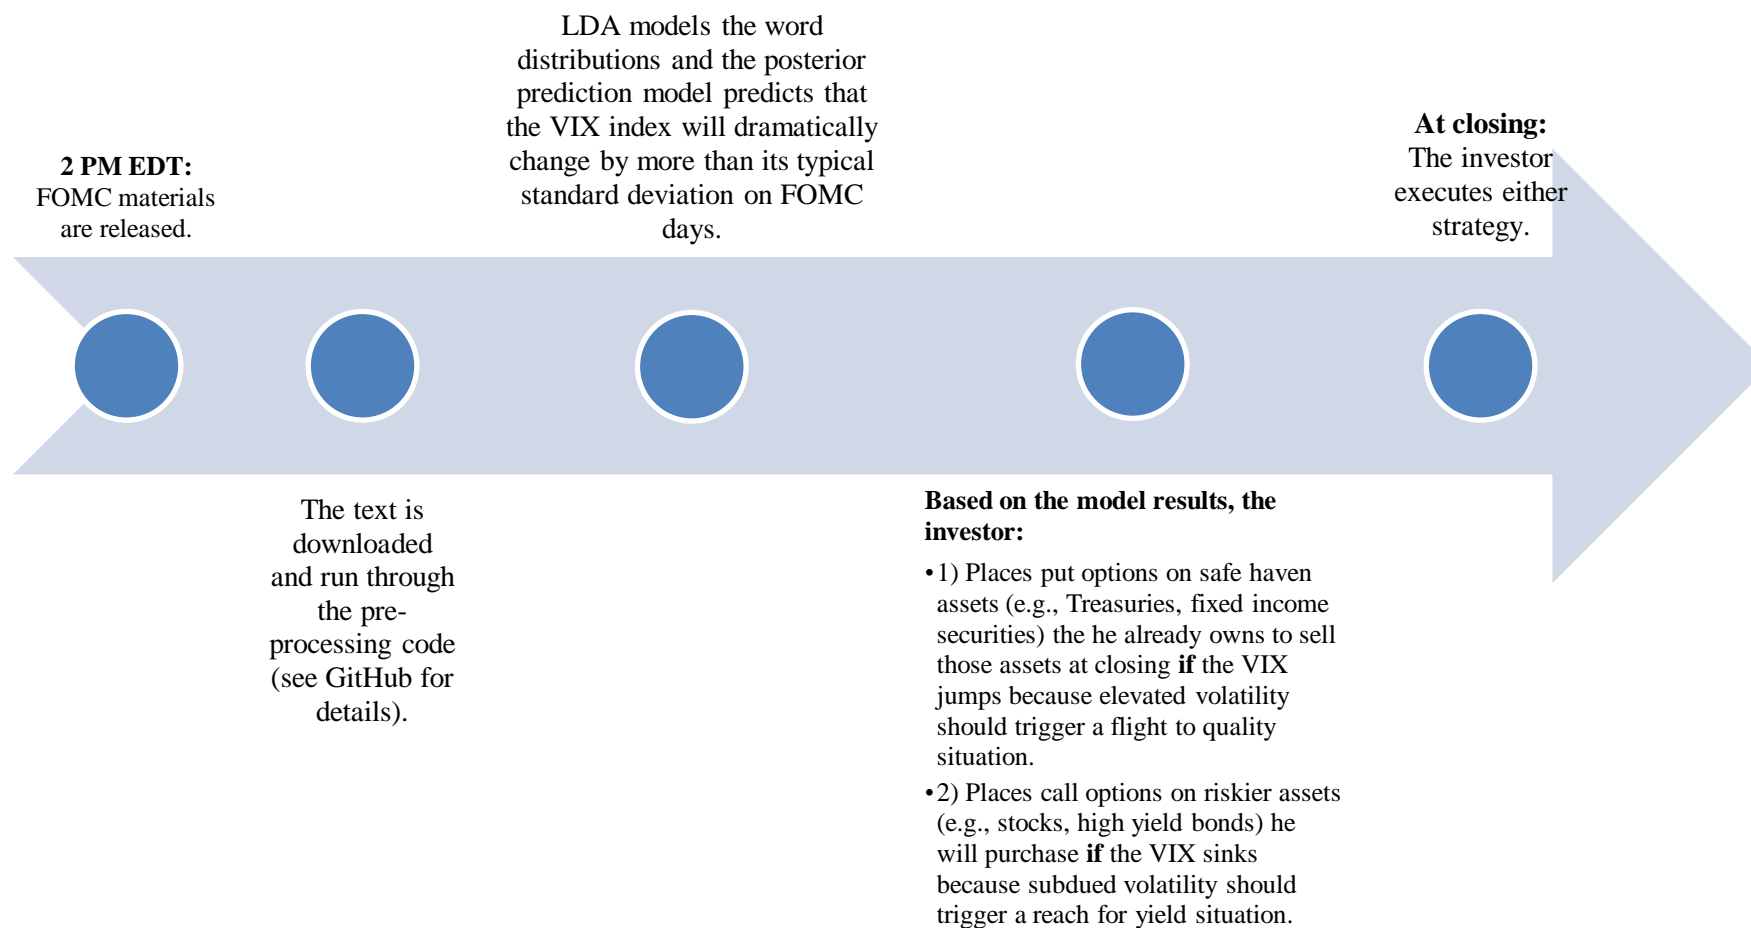 2 PM EDT:
FOMC materials
are released.
The text is
downloaded
and run through
the pre-
processing code
(see GitHub for
details).
LDA models the word
distributions and the posterior
prediction model predicts that
the VIX index will dramatically
change by more than its typical
standard deviation on FOMC
days.
Based on the model results, the
investor:
•1) Places put options on safe haven
assets (e.g., Treasuries, fixed income
securities) the he already owns to sell
those assets at closing if the VIX
jumps because elevated volatility
should trigger a flight to quality
situation.
•2) Places call options on riskier assets
(e.g., stocks, high yield bonds) he
will purchase if the VIX sinks
because subdued volatility should
trigger a reach for yield situation.
At closing:
The investor
executes either
strategy.